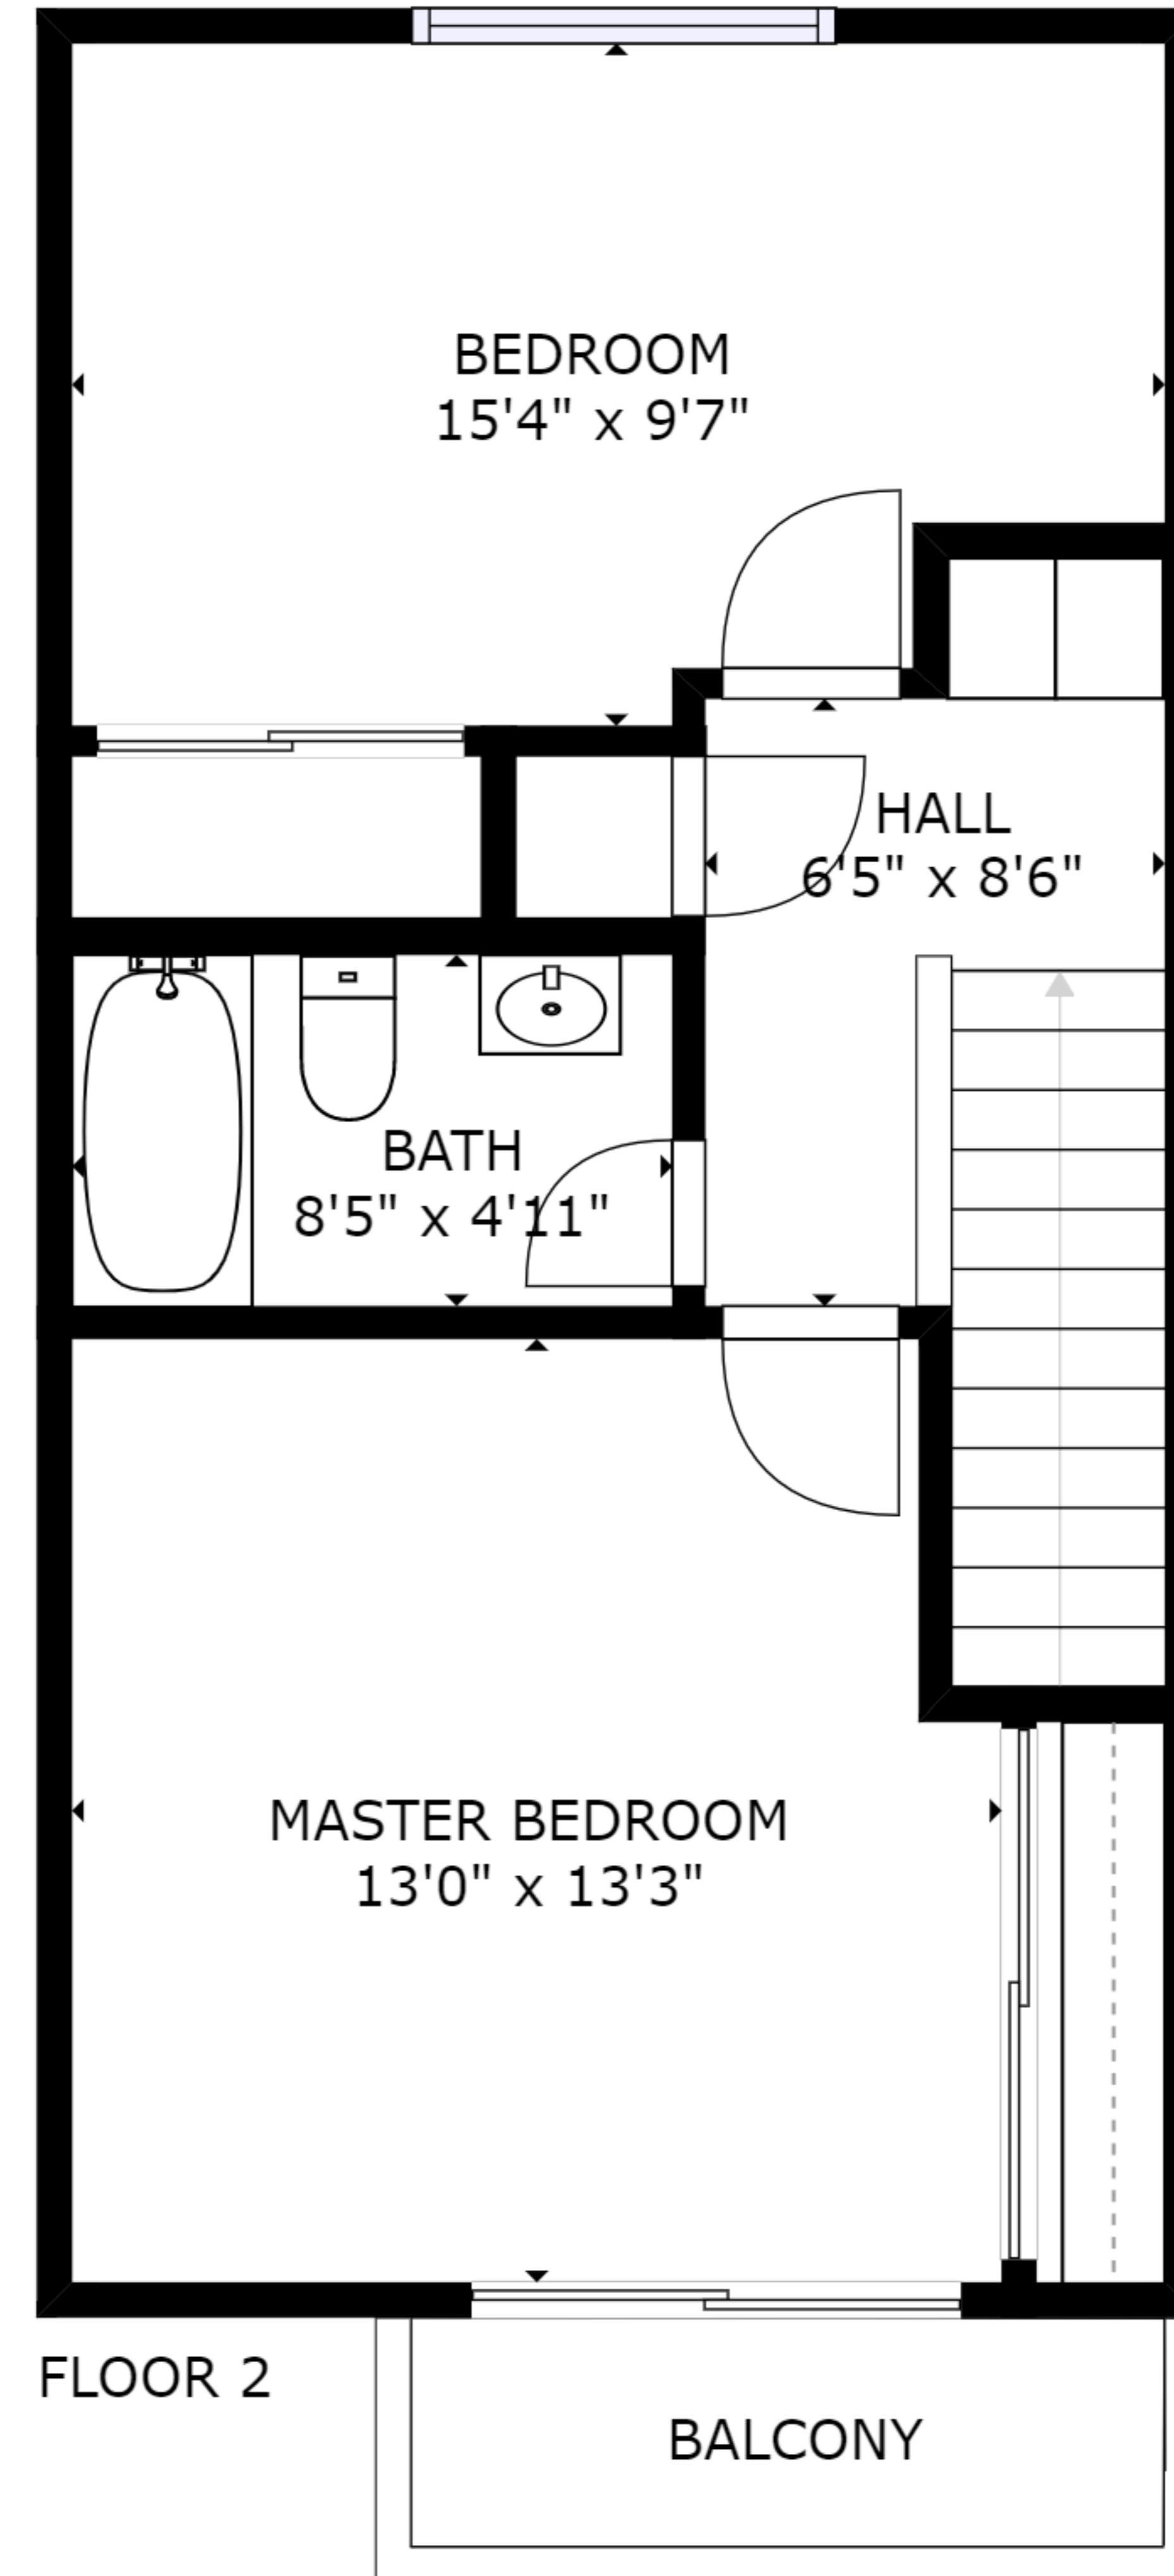 BEDROOM
15'4" x 9'7"
HALL
6'5" x 8'6"
BATH
8'5" x 4'11"
MASTER BEDROOM
13'0" x 13'3"
FLOOR 2
BALCONY